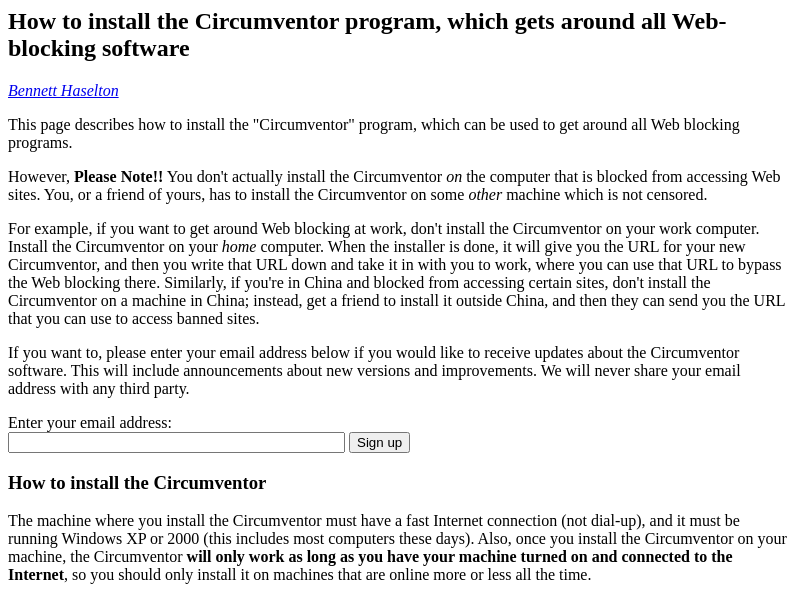 How to install the Circumventor program, which gets around all Web-
blocking software
Bennett Haselton
This page describes how to install the "Circumventor" program, which can be used to get around all Web blocking
programs.
However, Please Note!! You don't actually install the Circumventor on the computer that is blocked from accessing Web
sites. You, or a friend of yours, has to install the Circumventor on some other machine which is not censored.
For example, if you want to get around Web blocking at work, don't install the Circumventor on your work computer.
Install the Circumventor on your home computer. When the installer is done, it will give you the URL for your new
Circumventor, and then you write that URL down and take it in with you to work, where you can use that URL to bypass
the Web blocking there. Similarly, if you're in China and blocked from accessing certain sites, don't install the
Circumventor on a machine in China; instead, get a friend to install it outside China, and then they can send you the URL
that you can use to access banned sites.
If you want to, please enter your email address below if you would like to receive updates about the Circumventor
software. This will include announcements about new versions and improvements. We will never share your email
address with any third party.
Enter your email address:
Sign up
How to install the Circumventor
The machine where you install the Circumventor must have a fast Internet connection (not dial-up), and it must be
running Windows XP or 2000 (this includes most computers these days). Also, once you install the Circumventor on your
machine, the Circumventor will only work as long as you have your machine turned on and connected to the
Internet, so you should only install it on machines that are online more or less all the time.